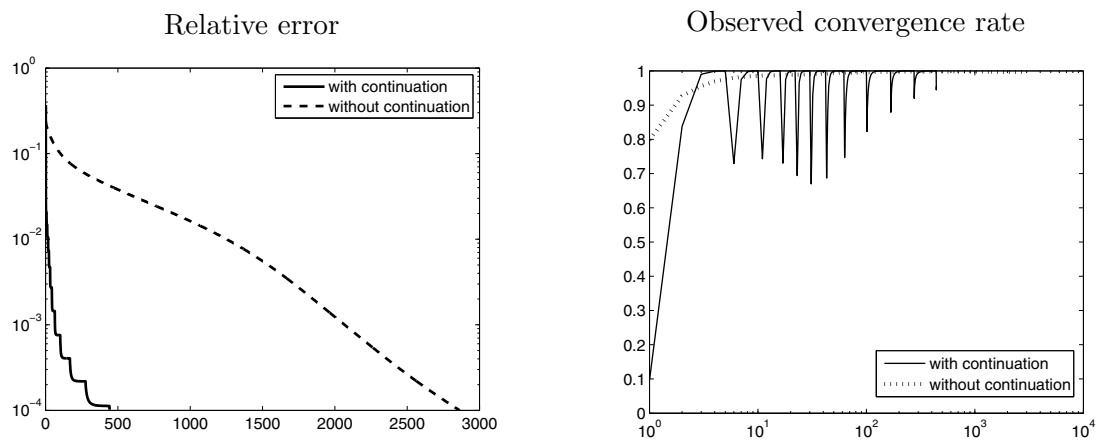 Relative error
10^0
10^-1
10^-2
10^-3
10^-4
0 500 1000 1500 2000 2500 3000
with continuation
without continuation
Observed convergence rate
1
0.9
0.8
0.7
0.6
0.5
0.4
0.3
0.2
0.1
0
10^0 10^1 10^2 10^3 10^4
with continuation
without continuation